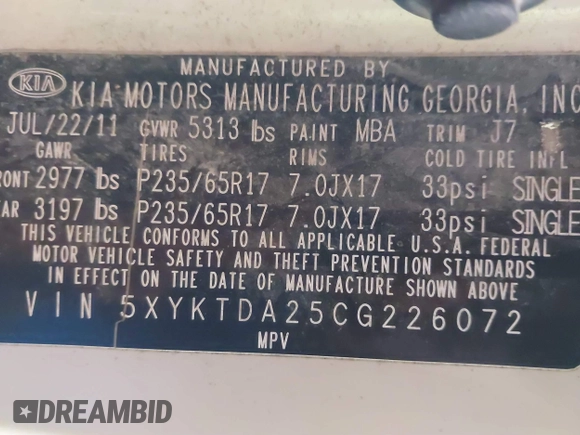 MANUFACTURED BY
KIA KIA MOTORS MANUFACTURING GEORGIA, INC
JUL/22/11 GVWR 5313 lbs PAINT MBA TRIM J7
GAWR TIRES RIMS COLD TIRE INFL
RONT 2977 lbs P235/65R17 7.0JX17 33psi SINGLE
AR 3197 lbs P235/65R17 7.0JX17 33psi SINGLE
THIS VEHICLE CONFORMS TO ALL APPLICABLE U.S.A. FEDERAL
MOTOR VEHICLE SAFETY AND THEFT PREVENTION STANDARDS
IN EFFECT ON THE DATE OF MANUFACTURE SHOWN ABOVE
VIN 5XYKTDA25CG226072
MPV
DREAMBID